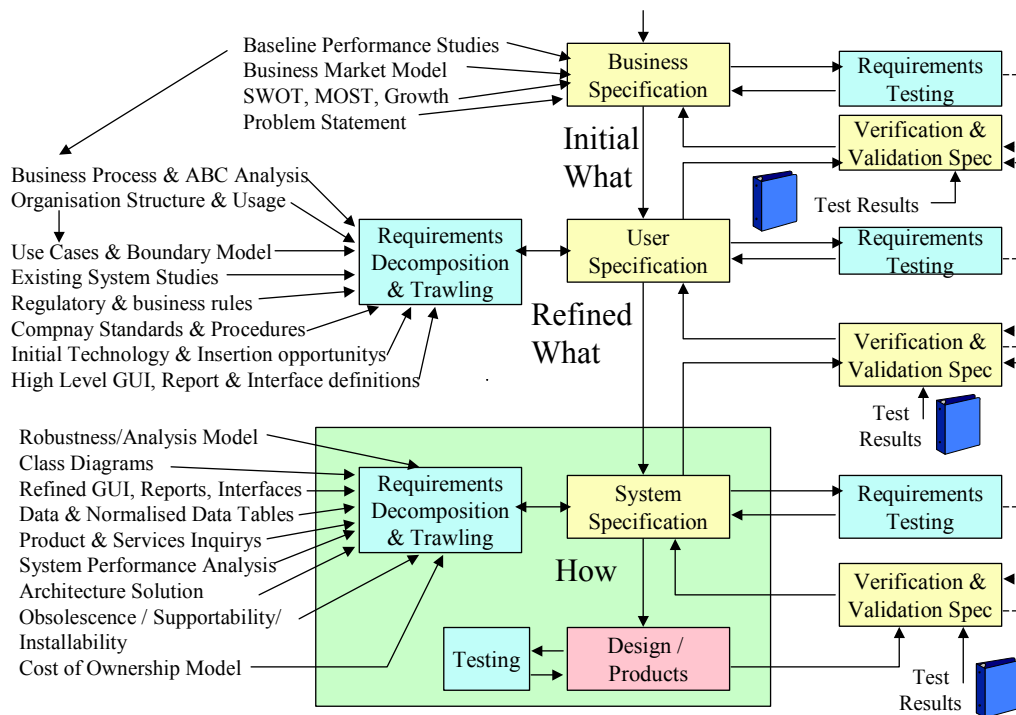 Baseline Performance Studies
Business Market Model
SWOT, MOST, Growth
Problem Statement
Business
Specification
Requirements
Testing
Initial
What
Verification &
Validation Spec
Test Results
Business Process & ABC Analysis
Organisation Structure & Usage
Use Cases & Boundary Model
Existing System Studies
Regulatory & business rules
Compnay Standards & Procedures
Initial Technology & Insertion opportunitys
High Level GUI, Report & Interface definitions
Requirements
Decomposition
& Trawling
User
Specification
Requirements
Testing
Refined
What
Verification &
Validation Spec
Test
Results
Robustness/Analysis Model
Class Diagrams
Refined GUI, Reports, Interfaces
Data & Normalised Data Tables
Product & Services Inquirys
System Performance Analysis
Architecture Solution
Obsolescence / Supportability/
Installability
Cost of Ownership Model
Requirements
Decomposition
& Trawling
System
Specification
Requirements
Testing
How
Verification &
Validation Spec
Testing
Design /
Products
Test
Results